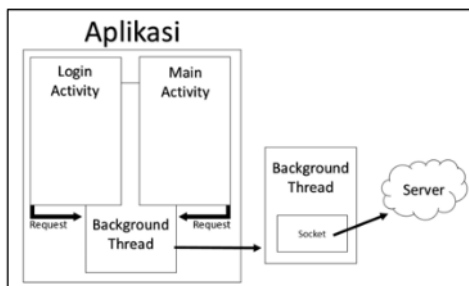 Aplikasi
Login
Activity
Main
Activity
Request
Background
Thread
Request
Background
Thread
Socket
Server